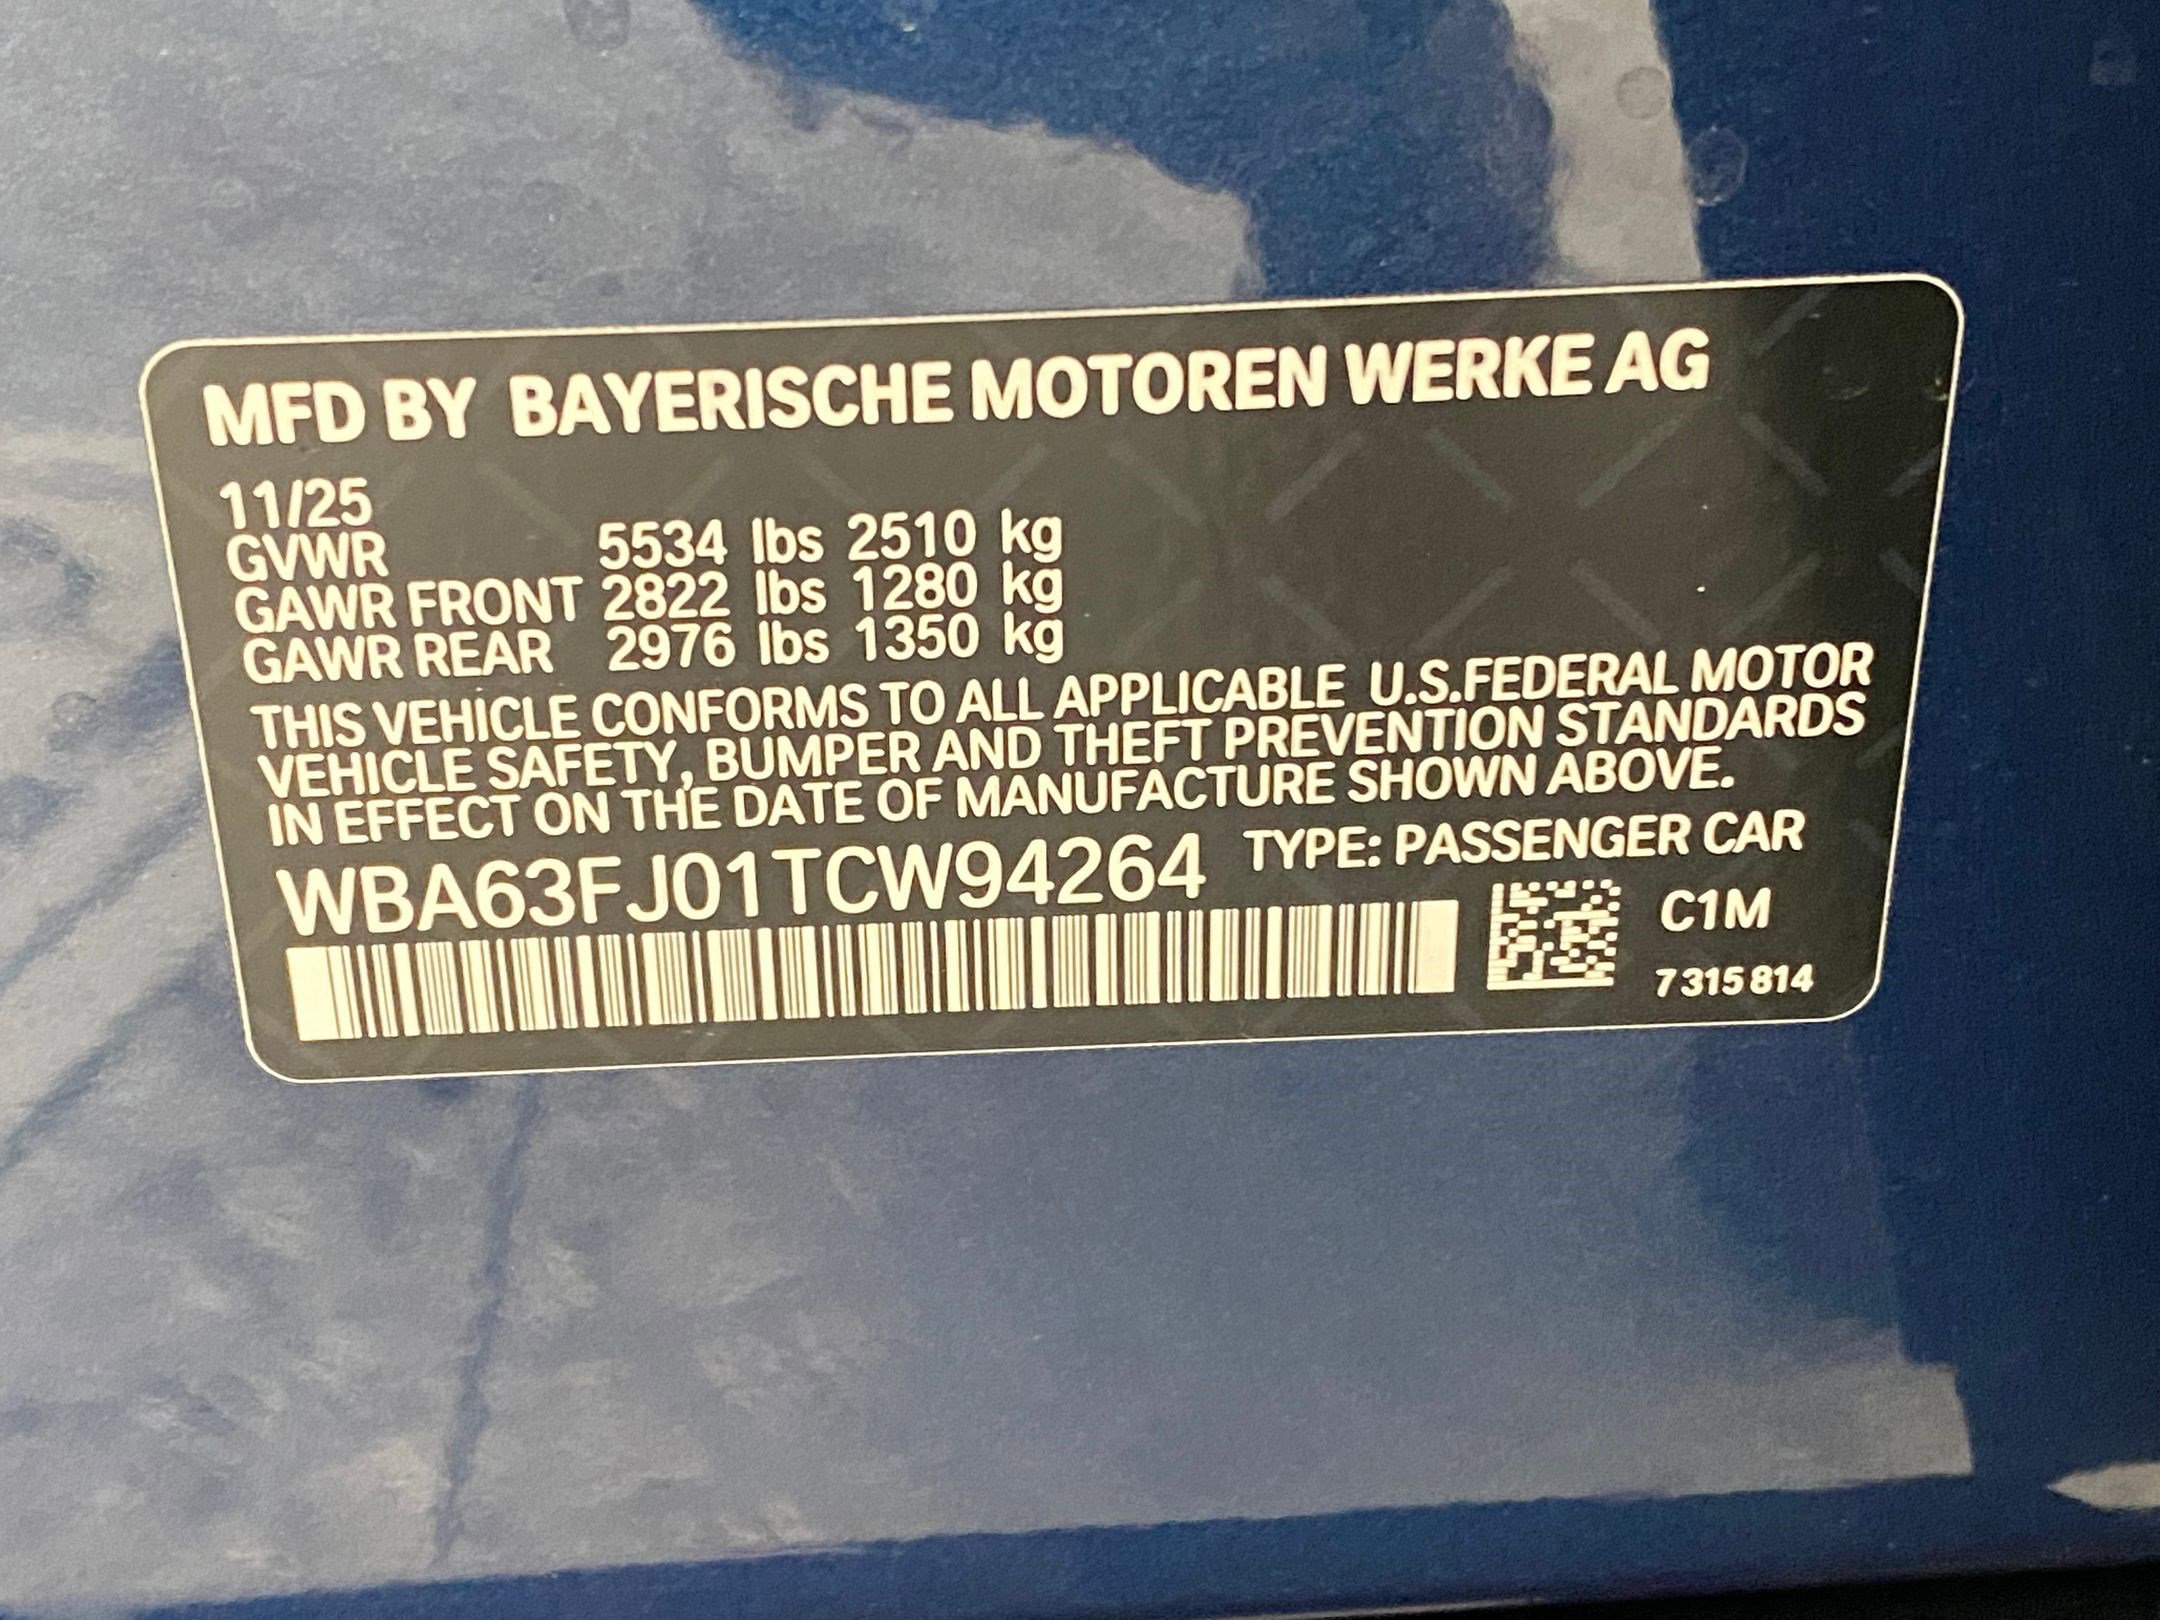 MFD BY BAYERISCHE MOTOREN WERKE AG
11/25
GVWR 5534 lbs 2510 kg
GAWR FRONT 2822 lbs 1280 kg
GAWR REAR 2976 lbs 1350 kg
THIS VEHICLE CONFORMS TO ALL APPLICABLE U.S.FEDERAL MOTOR
VEHICLE SAFETY, BUMPER AND THEFT PREVENTION STANDARDS
IN EFFECT ON THE DATE OF MANUFACTURE SHOWN ABOVE.
WBA63FJ01TCW94264 TYPE: PASSENGER CAR
C1M
7 315 814